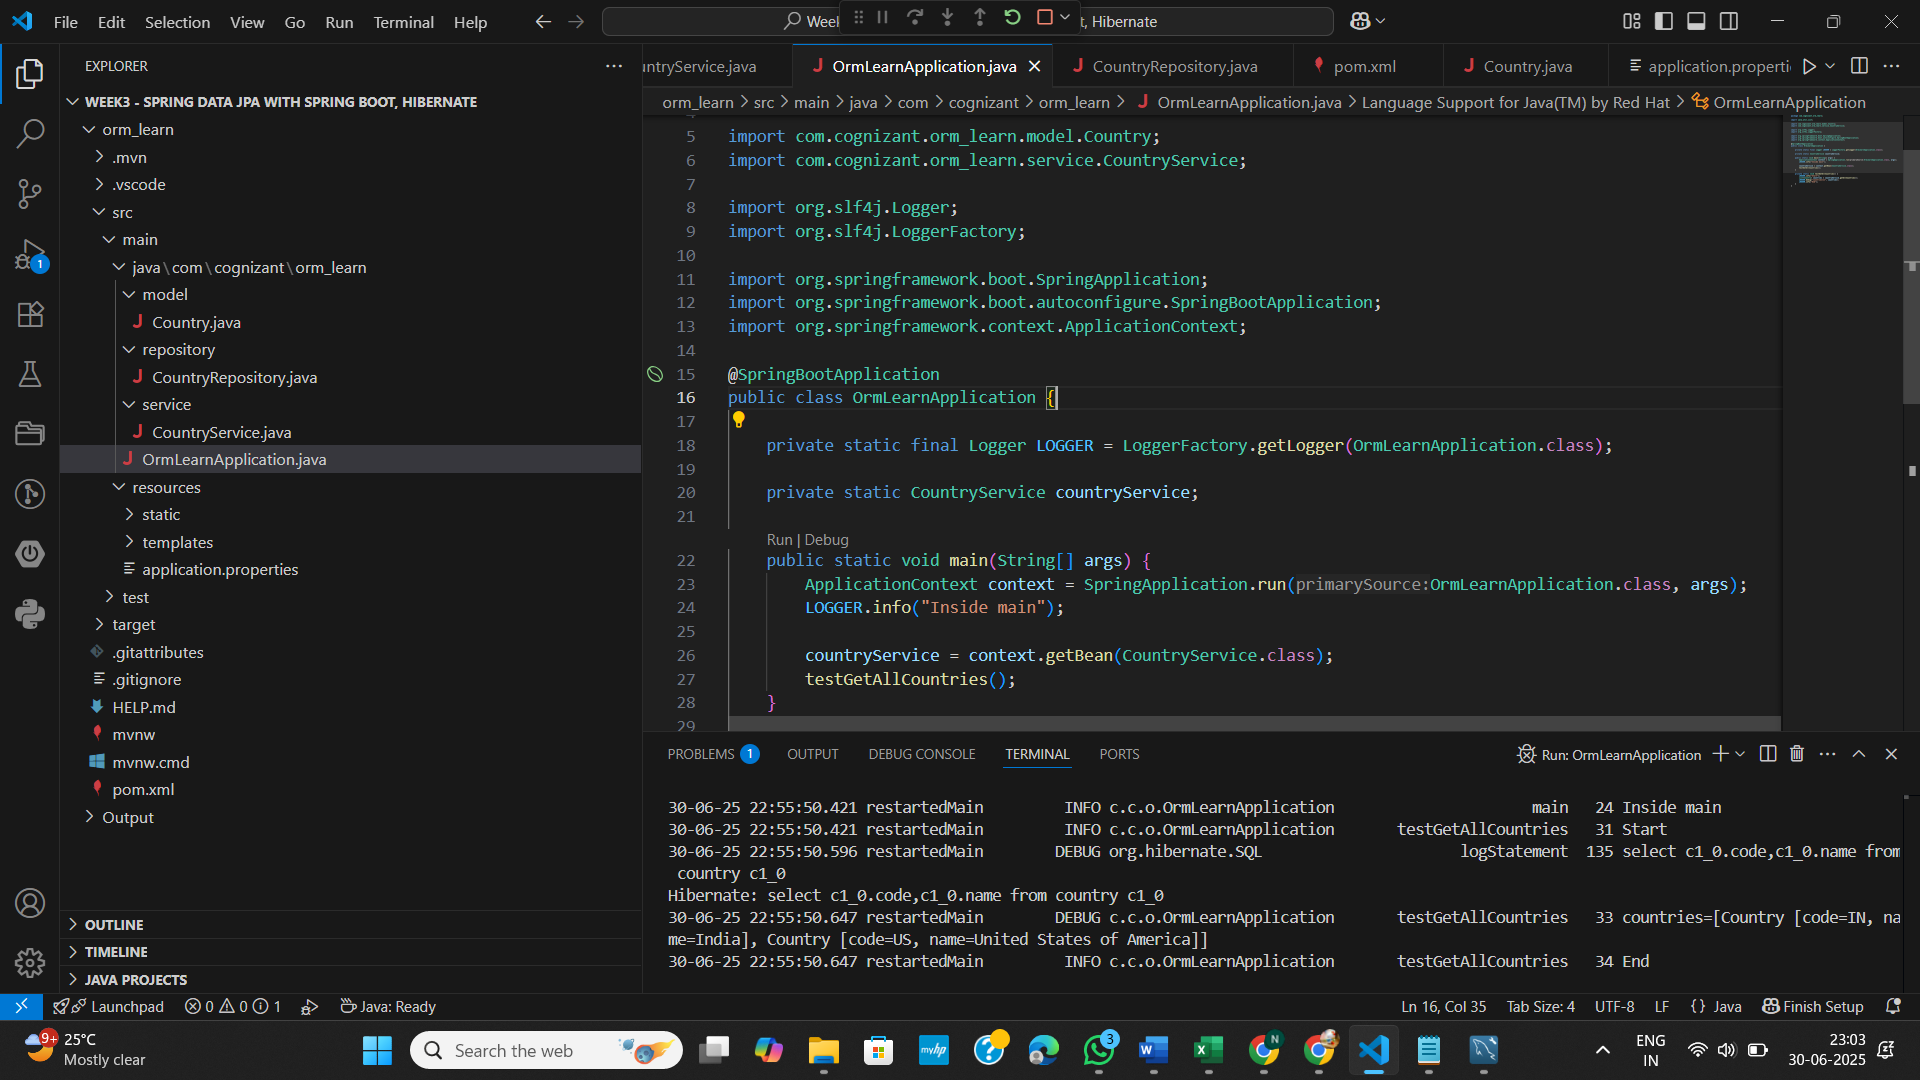 File Edit Selection View Go Run Terminal Help
Week
t, Hibernate
EXPLORER
WEEK3 - SPRING DATA JPA WITH SPRING BOOT, HIBERNATE
orm_learn
.mvn
.vscode
src
main
java\com\cognizant\orm_learn
model
Country.java
repository
CountryRepository.java
service
CountryService.java
OrmLearnApplication.java
resources
static
templates
application.properties
test
target
.gitattributes
.gitignore
HELP.md
mvnw
mvnw.cmd
pom.xml
Output
OUTLINE
TIMELINE
JAVA PROJECTS
untryService.java OrmLearnApplication.java CountryRepository.java pom.xml Country.java application.properti
orm_learn > src > main > java > com > cognizant > orm_learn > OrmLearnApplication.java > Language Support for Java(TM) by Red Hat > OrmLearnApplication
5 import com.cognizant.orm_learn.model.Country;
6 import com.cognizant.orm_learn.service.CountryService;
7
8 import org.slf4j.Logger;
9 import org.slf4j.LoggerFactory;
10
11 import org.springframework.boot.SpringApplication;
12 import org.springframework.boot.autoconfigure.SpringBootApplication;
13 import org.springframework.context.ApplicationContext;
14
15 @SpringBootApplication
16 public class OrmLearnApplication {
17
18 private static final Logger LOGGER = LoggerFactory.getLogger(OrmLearnApplication.class);
19
20 private static CountryService countryService;
21
Run | Debug
22 public static void main(String[] args) {
23 ApplicationContext context = SpringApplication.run(primarySource:OrmLearnApplication.class, args);
24 LOGGER.info("Inside main");
25
26 countryService = context.getBean(CountryService.class);
27 testGetAllCountries();
28 }
29
PROBLEMS 1 OUTPUT DEBUG CONSOLE TERMINAL PORTS
Run: OrmLearnApplication
30-06-25 22:55:50.421 restartedMain INFO c.c.o.OrmLearnApplication main 24 Inside main
30-06-25 22:55:50.421 restartedMain INFO c.c.o.OrmLearnApplication testGetAllCountries 31 Start
30-06-25 22:55:50.596 restartedMain DEBUG org.hibernate.SQL logStatement 135 select c1_0.code,c1_0.name from
country c1_0
Hibernate: select c1_0.code,c1_0.name from country c1_0
30-06-25 22:55:50.647 restartedMain DEBUG c.c.o.OrmLearnApplication testGetAllCountries 33 countries=[Country [code=IN, na
me=India], Country [code=US, name=United States of America]]
30-06-25 22:55:50.647 restartedMain INFO c.c.o.OrmLearnApplication testGetAllCountries 34 End
Launchpad 0 0 1 Java: Ready
Ln 16, Col 35 Tab Size: 4 UTF-8 LF {} Java Finish Setup
9+
25°C
Mostly clear
Search the web
myhp
3
N
ENG
IN
23:03
30-06-2025